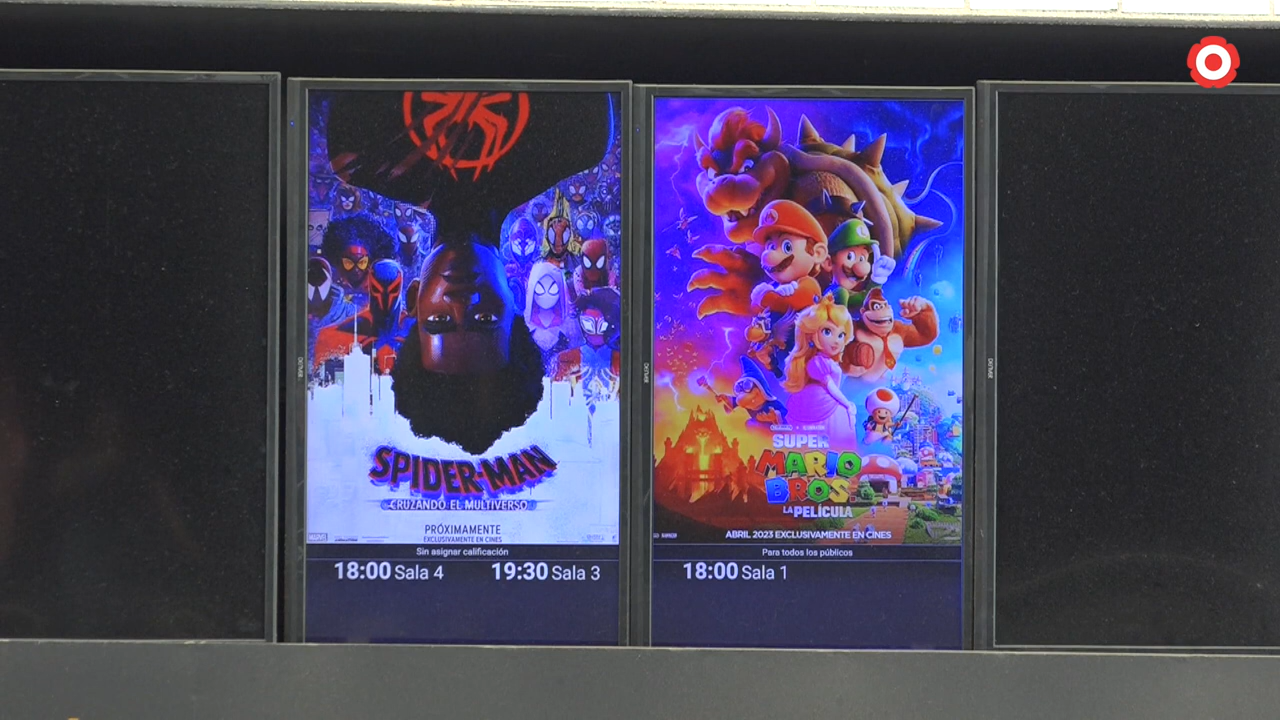 SPIDER-MAN
CRUZANDO EL MULTIVERSO
PRÓXIMAMENTE
EXCLUSIVAMENTE EN CINES
MARVEL
Sin asignar calificación
18:00 Sala 4
19:30 Sala 3
SUPER
MARIO
BROS.
LA PELÍCULA
ABRIL 2023 EXCLUSIVAMENTE EN CINES
Para todos los públicos
18:00 Sala 1